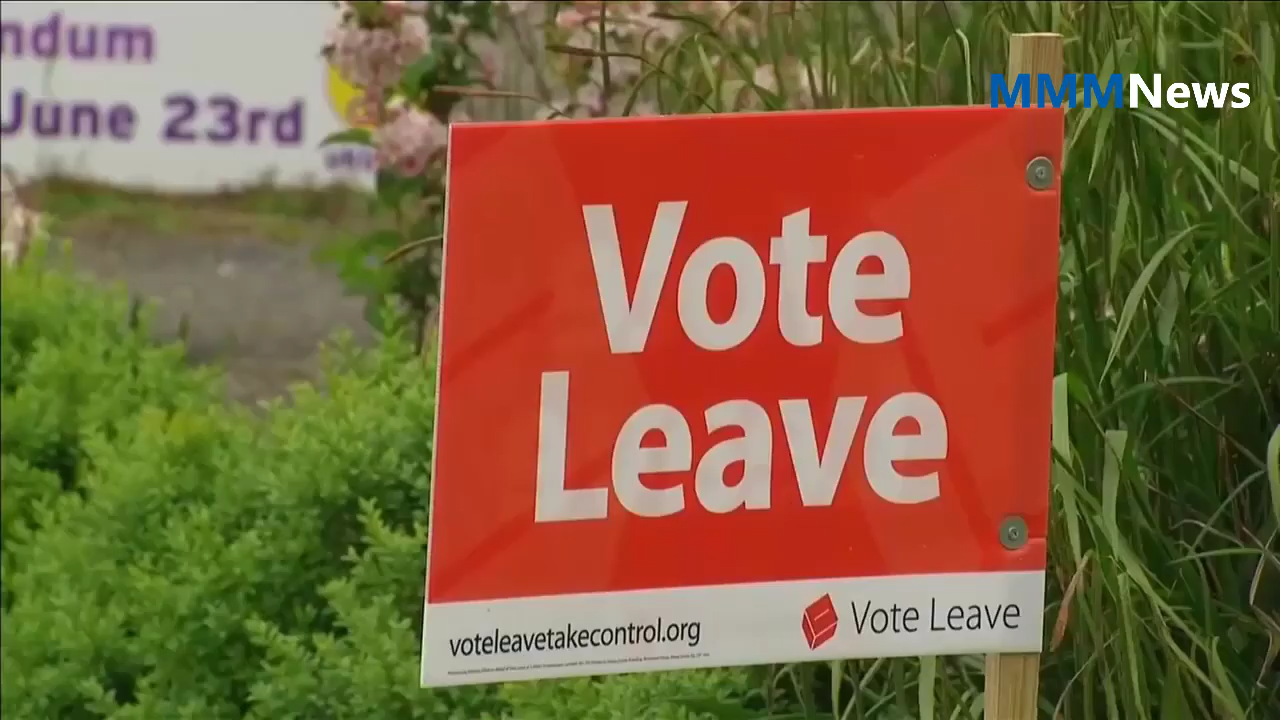 ndum
June 23rd
MMMNews
Vote
Leave
voteleavetakecontrol.org
Vote Leave